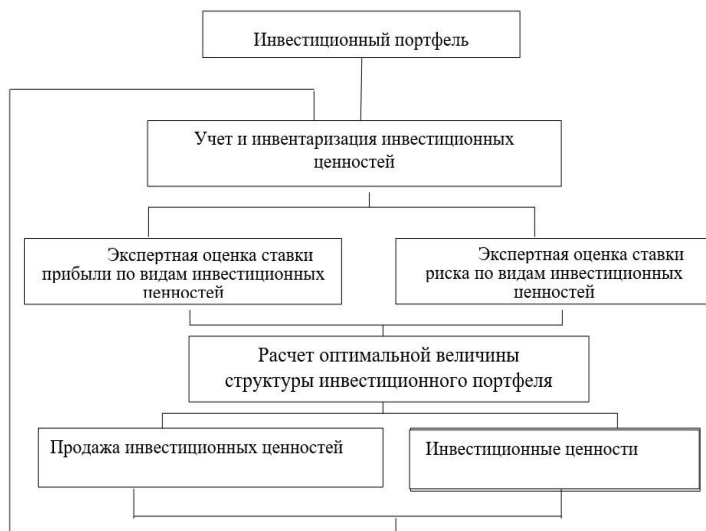 Инвестиционный портфель
Учет и инвентаризация инвестиционных
ценностей
Экспертная оценка ставки
прибыли по видам инвестиционных
ценностей
Экспертная оценка ставки
риска по видам инвестиционных
ценностей
Расчет оптимальной величины
структуры инвестиционного портфеля
Продажа инвестиционных ценностей
Инвестиционные ценности